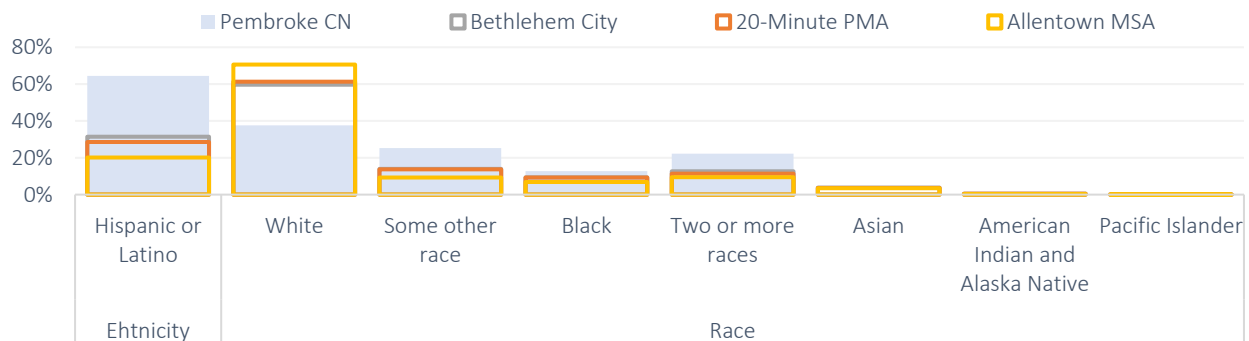 Pembroke CN Bethlehem City 20-Minute PMA Allentown MSA
80%
60%
40%
20%
0%
Hispanic or Latino
White
Some other race
Black
Two or more races
Asian
American Indian and Alaska Native
Pacific Islander
Ehtnicity
Race